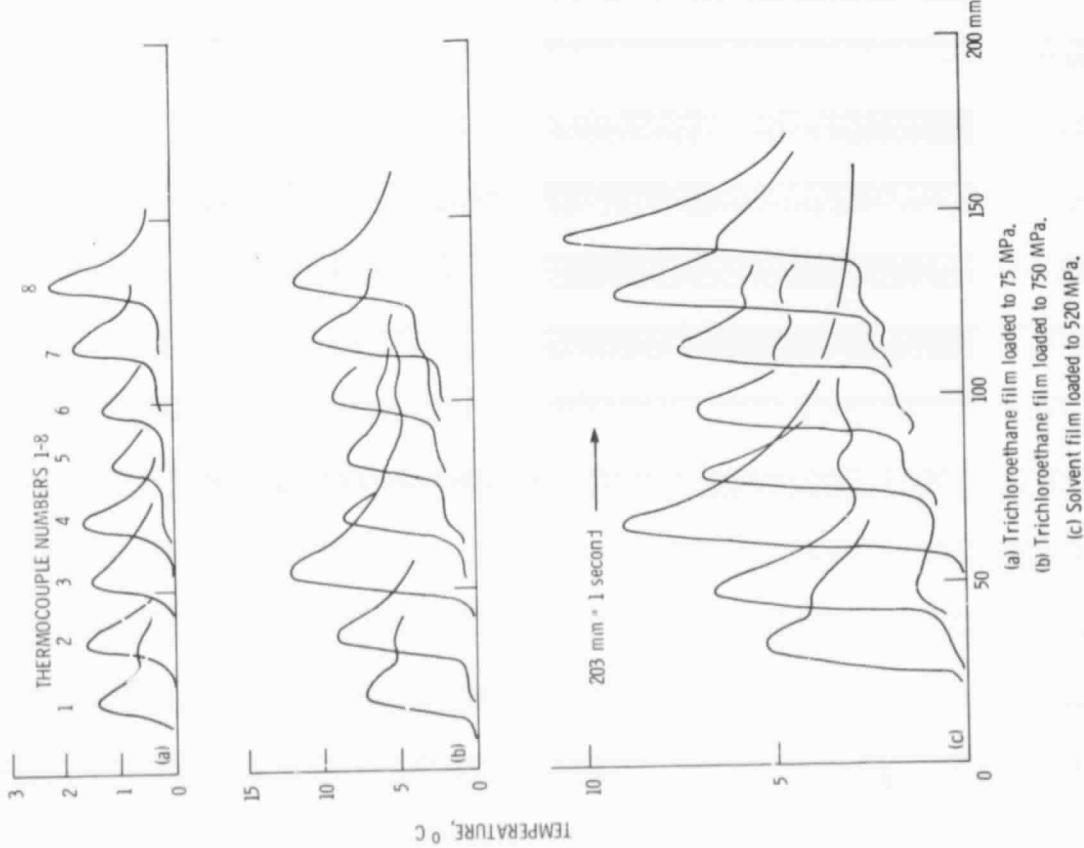 THERMOCOUPLE NUMBERS 1-8
1 2 3 4 5 6 7 8
3
2
1
0
(a)
15
10
5
0
(b)
TEMPERATURE, ° C
203 mm = 1 second
10
5
0
(c)
50 100 150 200 mm
(a) Trichloroethane film loaded to 75 MPa.
(b) Trichloroethane film loaded to 750 MPa.
(c) Solvent film loaded to 520 MPa.